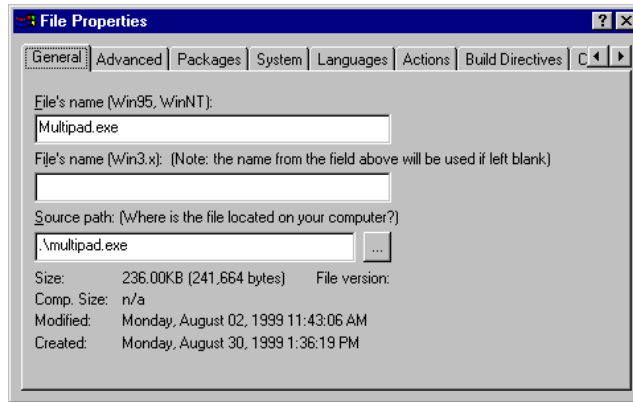 File Properties
General Advanced Packages System Languages Actions Build Directives C
File's name (Win95, WinNT):
Multipad.exe
File's name (Win3.x): (Note: the name from the field above will be used if left blank)
Source path: (Where is the file located on your computer?)
.\multipad.exe ...
Size: 236.00KB (241,664 bytes) File version:
Comp. Size: n/a
Modified: Monday, August 02, 1999 11:43:06 AM
Created: Monday, August 30, 1999 1:36:19 PM